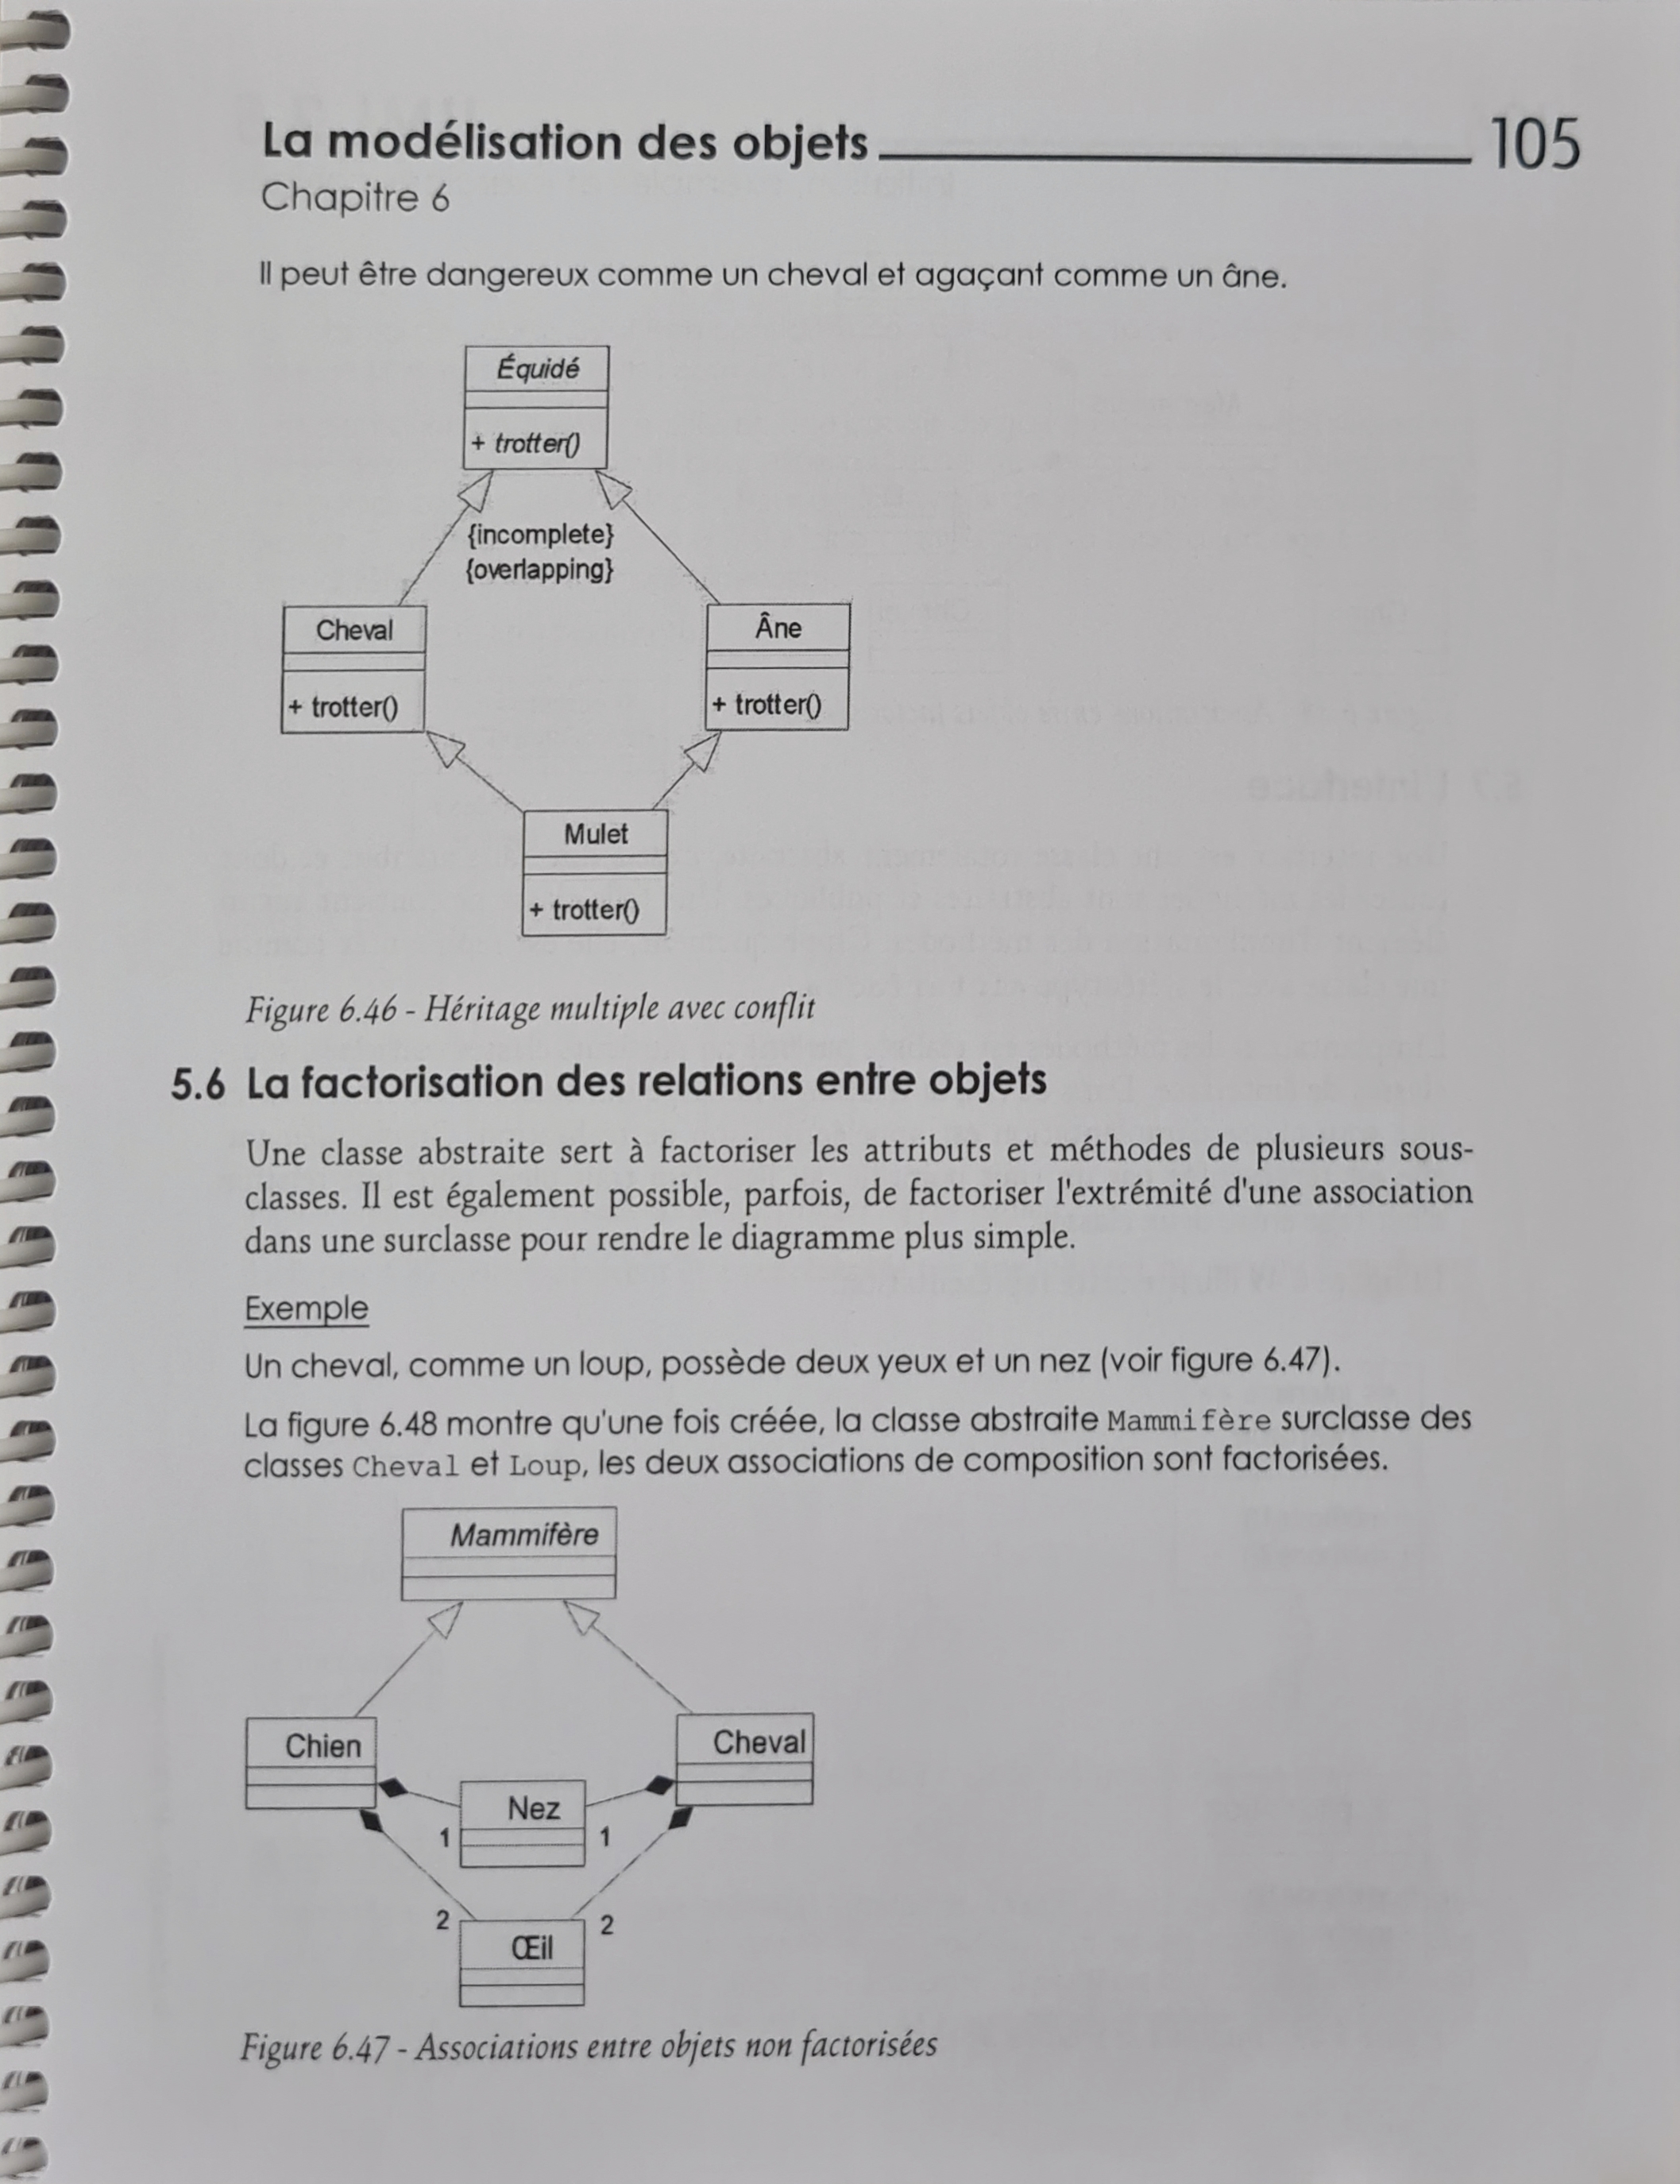 La modélisation des objets 105
Chapitre 6
Il peut être dangereux comme un cheval et agaçant comme un âne.
Équidé
+ trotter()
{incomplete}
{overlapping}
Cheval
+ trotter()
Âne
+ trotter()
Mulet
+ trotter()
Figure 6.46 - Héritage multiple avec conflit
5.6 La factorisation des relations entre objets
Une classe abstraite sert à factoriser les attributs et méthodes de plusieurs sous-
classes. Il est également possible, parfois, de factoriser l'extrémité d'une association
dans une surclasse pour rendre le diagramme plus simple.
Exemple
Un cheval, comme un loup, possède deux yeux et un nez (voir figure 6.47).
La figure 6.48 montre qu'une fois créée, la classe abstraite Mammifère surclasse des
classes Cheval et Loup, les deux associations de composition sont factorisées.
Mammifère
Chien
Cheval
Nez
1
1
2
2
Œil
Figure 6.47 - Associations entre objets non factorisées